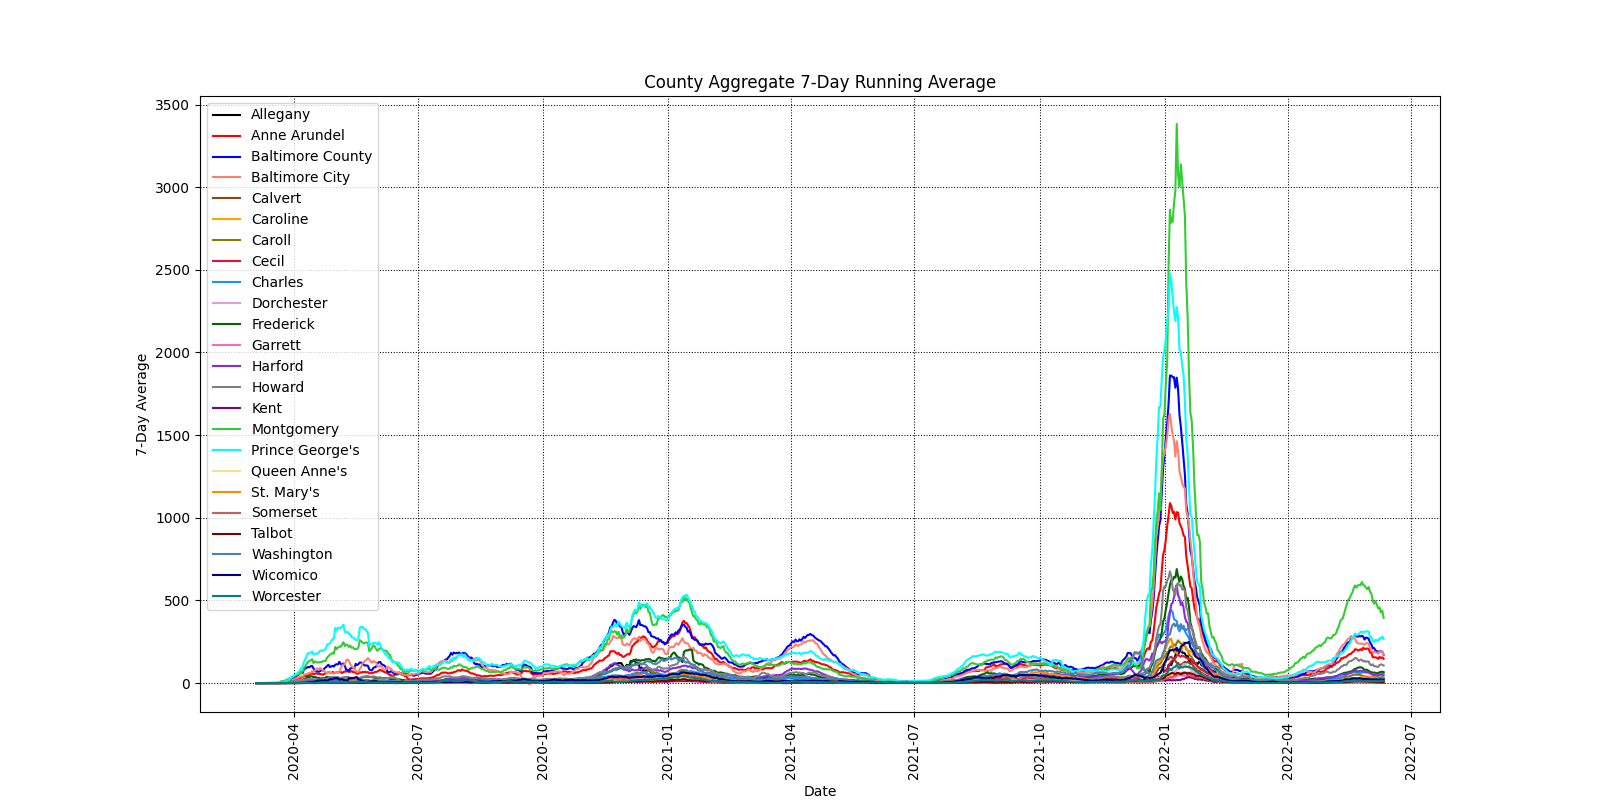 County Aggregate 7-Day Running Average
3500
3000
2500
2000
1500
1000
500
0
7-Day Average
Allegany
Anne Arundel
Baltimore County
Baltimore City
Calvert
Caroline
Caroll
Cecil
Charles
Dorchester
Frederick
Garrett
Harford
Howard
Kent
Montgomery
Prince George's
Queen Anne's
St. Mary's
Somerset
Talbot
Washington
Wicomico
Worcester
2020-04
2020-07
2020-10
2021-01
2021-04
2021-07
2021-10
2022-01
2022-04
2022-07
Date